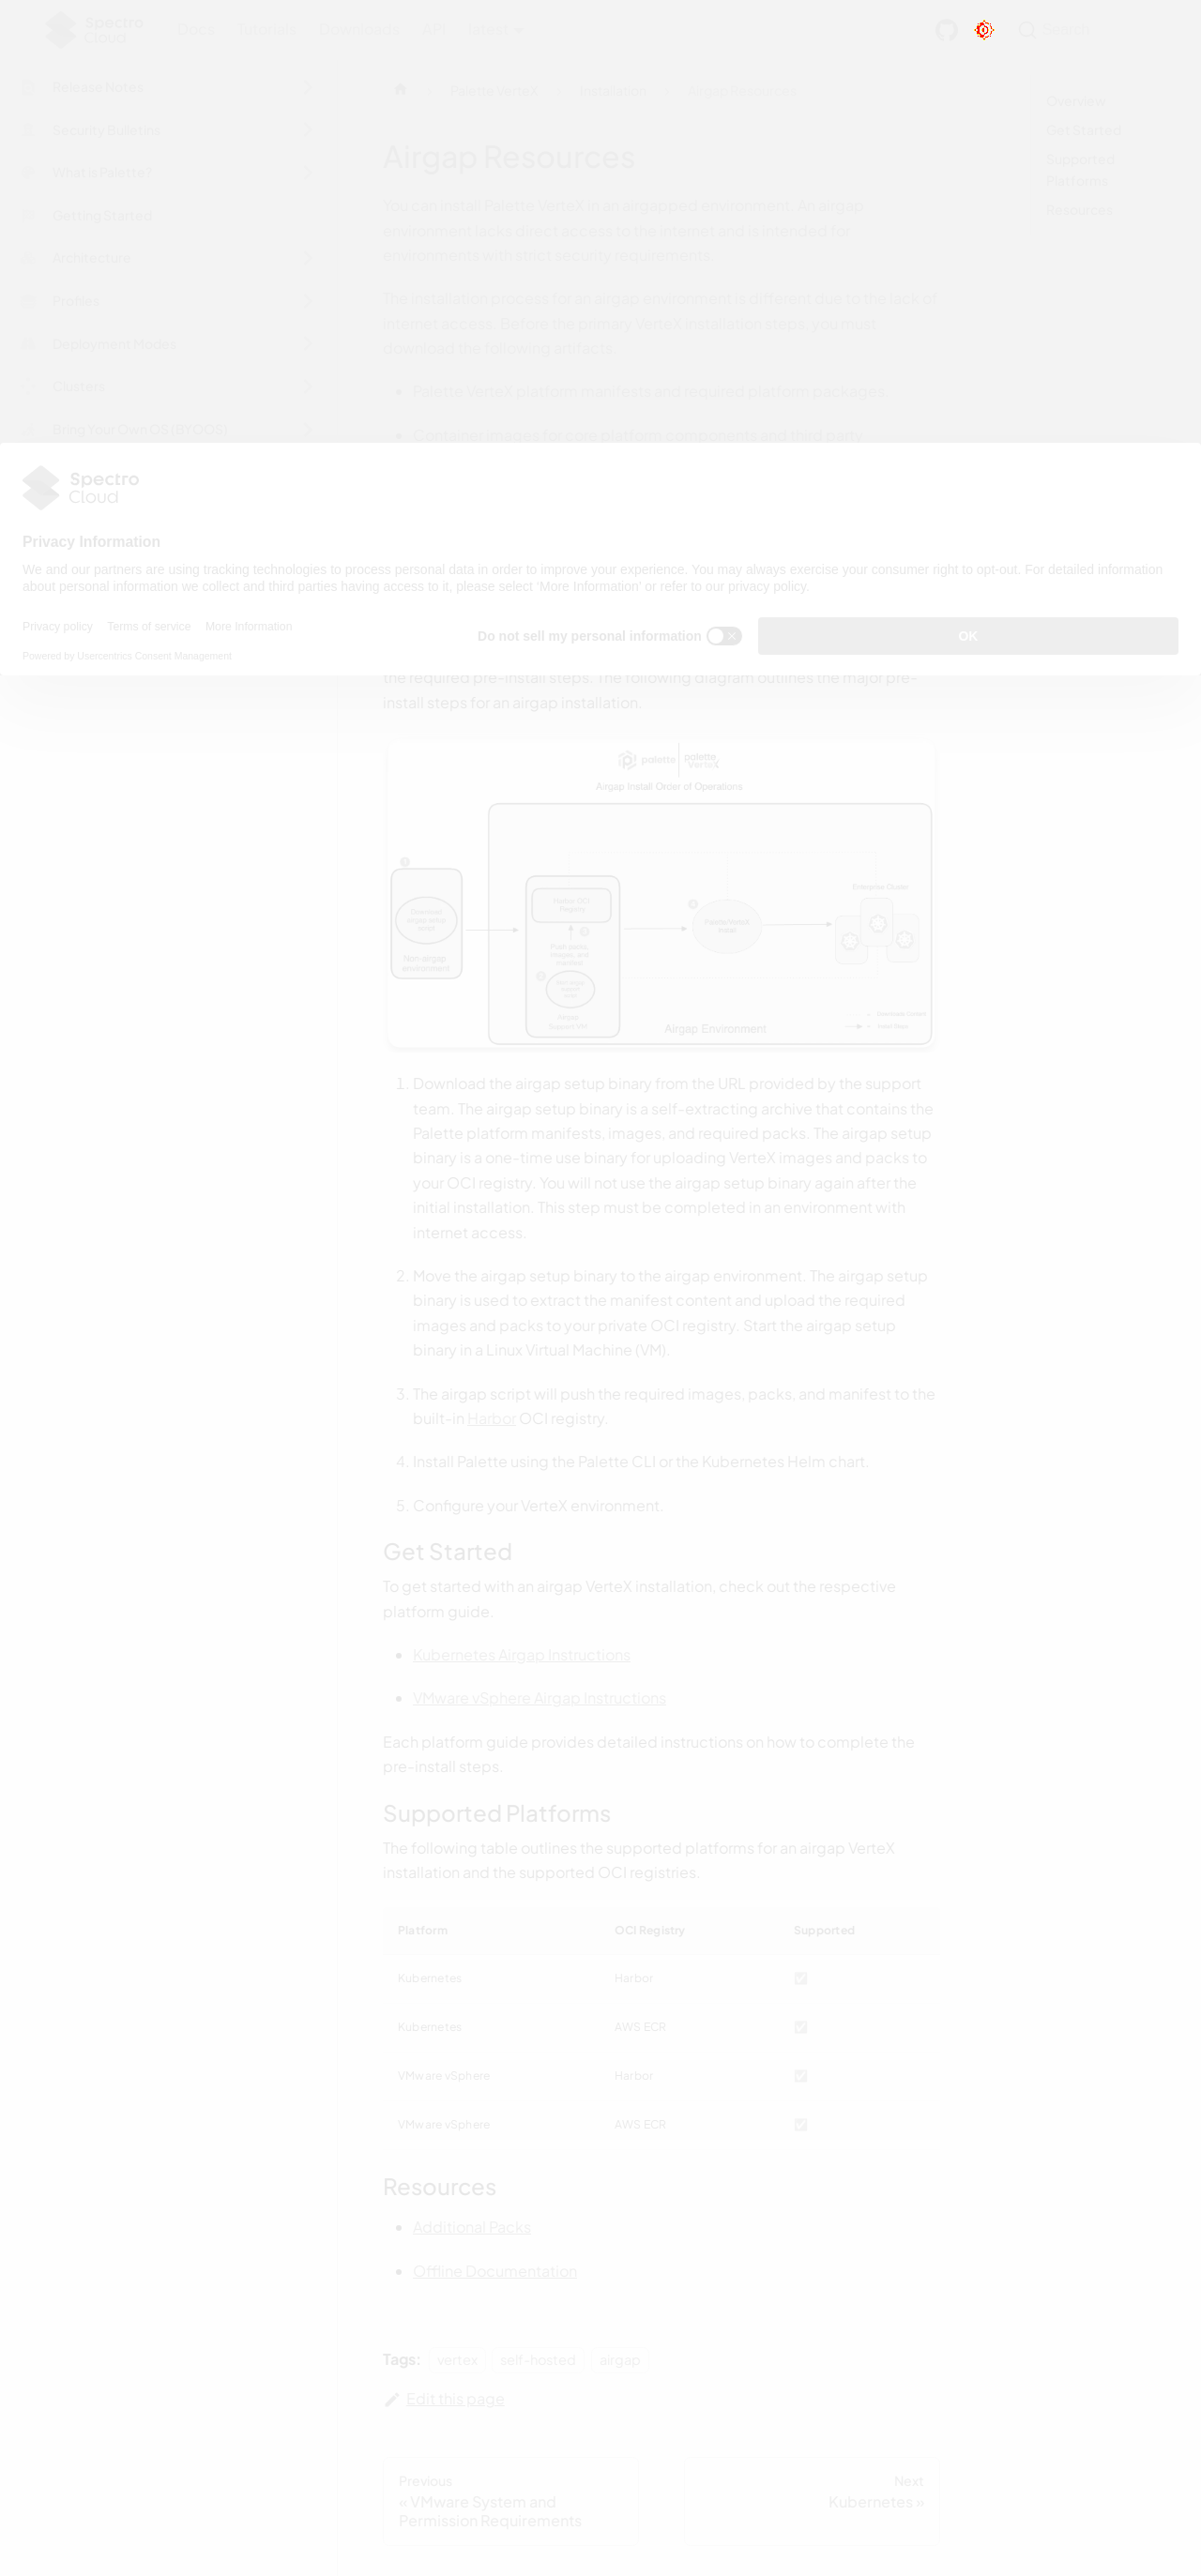 Spectro
Cloud
Docs
Tutorials
Downloads
API
latest
Search
Release Notes
Security Bulletins
What is Palette?
Getting Started
Architecture
Profiles
Deployment Modes
Clusters
Bring Your Own OS (BYOOS)
Palette VerteX
Installation
Airgap Resources
Overview
Get Started
Supported
Platforms
Resources
Airgap Resources
You can install Palette VerteX in an airgapped environment. An airgap
environment lacks direct access to the internet and is intended for
environments with strict security requirements.
The installation process for an airgap environment is different due to the lack of
internet access. Before the primary VerteX installation steps, you must
download the following artifacts.
Palette VerteX platform manifests and required platform packages.
Container images for core platform components and third party
Spectro
Cloud
Privacy Information
We and our partners are using tracking technologies to process personal data in order to improve your experience. You may always exercise your consumer right to opt-out. For detailed information
about personal information we collect and third parties having access to it, please select 'More Information' or refer to our privacy policy.
Privacy policy
Terms of service
More Information
Do not sell my personal information
OK
Powered by Usercentrics Consent Management
the required pre-install steps. The following diagram outlines the major pre-
install steps for an airgap installation.
palette
palette
VerteX
Airgap Install Order of Operations
Download
airgap setup
script
Non-airgap
environment
Harbor OCI
Registry
Push packs,
images, and
manifest
Airgap
Support VM
Palette/VerteX
Install
Enterprise Cluster
Airgap Environment
Install Steps
1. Download the airgap setup binary from the URL provided by the support
team. The airgap setup binary is a self-extracting archive that contains the
Palette platform manifests, images, and required packs. The airgap setup
binary is a one-time use binary for uploading VerteX images and packs to
your OCI registry. You will not use the airgap setup binary again after the
initial installation. This step must be completed in an environment with
internet access.
2. Move the airgap setup binary to the airgap environment. The airgap setup
binary is used to extract the manifest content and upload the required
images and packs to your private OCI registry. Start the airgap setup
binary in a Linux Virtual Machine (VM).
3. The airgap script will push the required images, packs, and manifest to the
built-in Harbor OCI registry.
4. Install Palette using the Palette CLI or the Kubernetes Helm chart.
5. Configure your VerteX environment.
Get Started
To get started with an airgap VerteX installation, check out the respective
platform guide.
Kubernetes Airgap Instructions
VMware vSphere Airgap Instructions
Each platform guide provides detailed instructions on how to complete the
pre-install steps.
Supported Platforms
The following table outlines the supported platforms for an airgap VerteX
installation and the supported OCI registries.
Platform OCI Registry Supported
Kubernetes Harbor ✅
Kubernetes AWS ECR ✅
VMware vSphere Harbor ✅
VMware vSphere AWS ECR ✅
Resources
Additional Packs
Offline Documentation
Tags: vertex self-hosted airgap
Edit this page
Previous
« VMware System and
Permission Requirements
Next
Kubernetes »